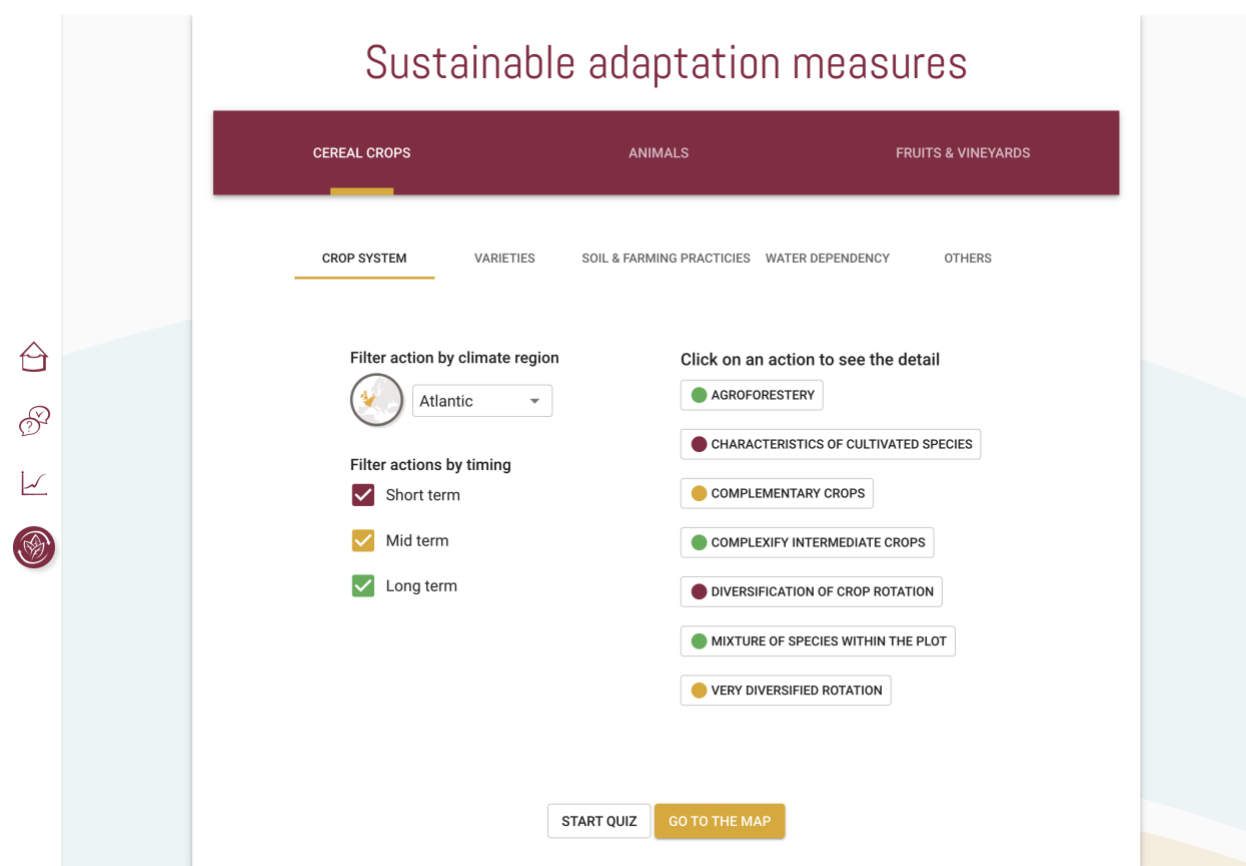 Sustainable adaptation measures
CEREAL CROPS
ANIMALS
FRUITS & VINEYARDS
CROP SYSTEM
VARIETIES
SOIL & FARMING PRACTICIES
WATER DEPENDENCY
OTHERS
Filter action by climate region
Atlantic
Filter actions by timing
Short term
Mid term
Long term
Click on an action to see the detail
AGROFORESTERY
CHARACTERISTICS OF CULTIVATED SPECIES
COMPLEMENTARY CROPS
COMPLEXIFY INTERMEDIATE CROPS
DIVERSIFICATION OF CROP ROTATION
MIXTURE OF SPECIES WITHIN THE PLOT
VERY DIVERSIFIED ROTATION
START QUIZ
GO TO THE MAP